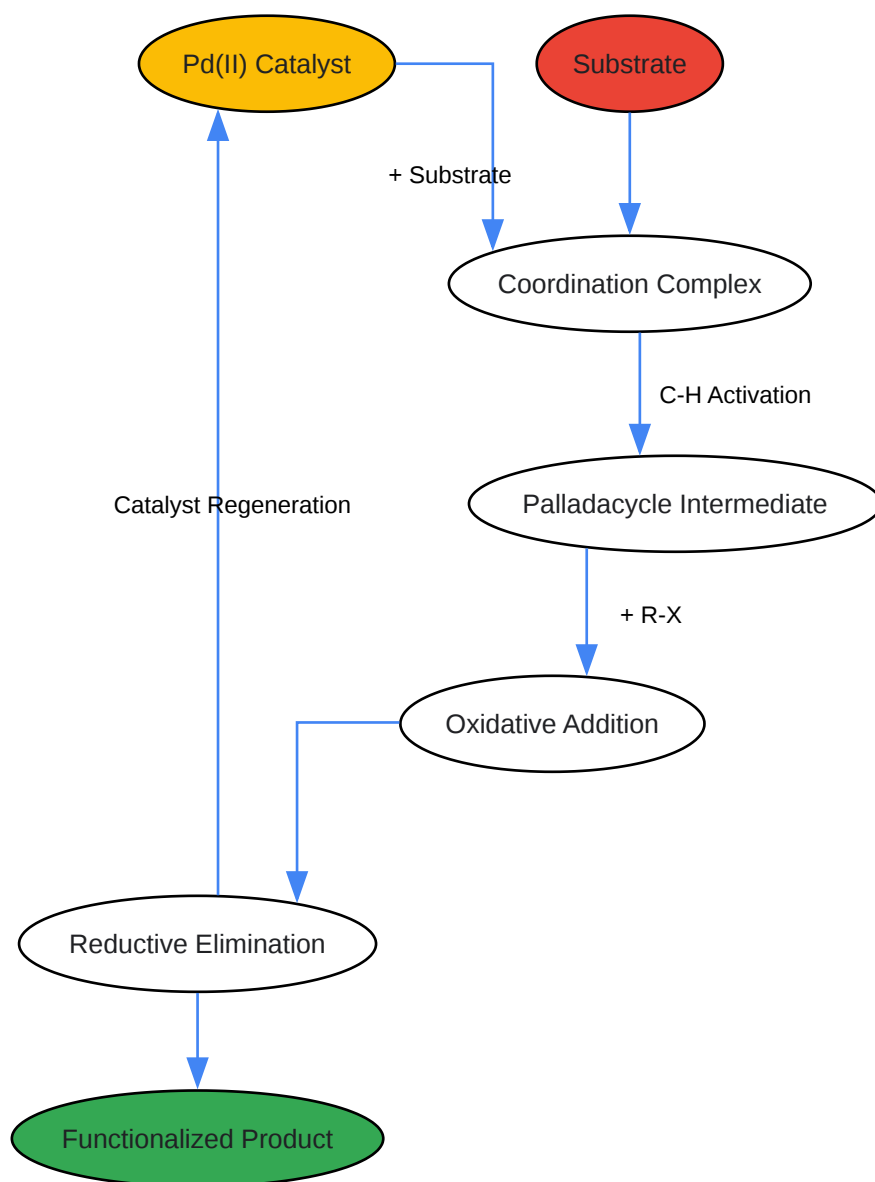 Pd(II) Catalyst
Substrate
+ Substrate
Coordination Complex
C-H Activation
Palladacycle Intermediate
Catalyst Regeneration
+ R-X
Oxidative Addition
Reductive Elimination
Functionalized Product